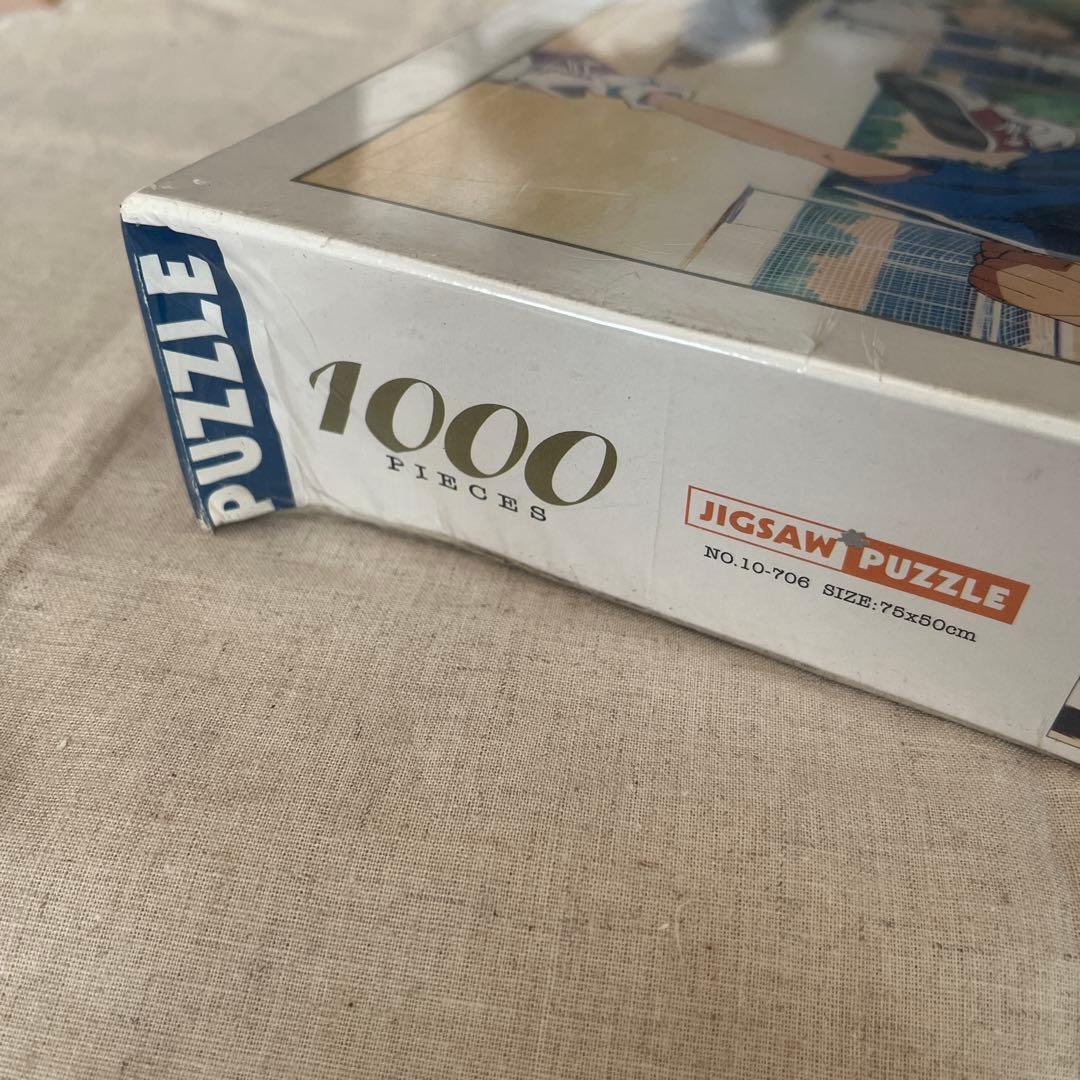 PUZZLE
1000
PIECES
JIGSAW PUZZLE
NO.10-706 SIZE:75x50cm